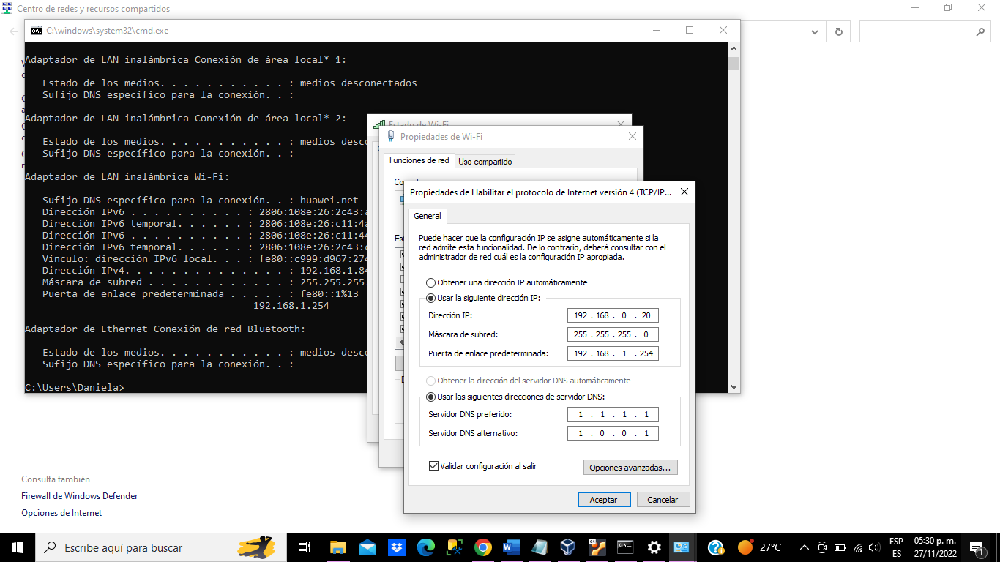 Centro de redes y recursos compartidos
C:\windows\system32\cmd.exe
Adaptador de LAN inalámbrica Conexión de área local* 1:
Estado de los medios. . . . . . . . . . . : medios desconectados
Sufijo DNS específico para la conexión. . :
Adaptador de LAN inalámbrica Conexión de área local* 2:
Estado de los medios. . . . . . . . . . . : medios desco
Sufijo DNS específico para la conexión. . :
Adaptador de LAN inalámbrica Wi-Fi:
Sufijo DNS específico para la conexión. . : huawei.net
Dirección IPv6 . . . . . . . . . . : 2806:108e:26:2c43:
Dirección IPv6 temporal. . . . . . : 2806:108e:26:c11:4
Dirección IPv6 . . . . . . . . . . : 2806:108e:26:c11:44
Dirección IPv6 temporal. . . . . . : 2806:108e:26:2c43:
Vínculo: dirección IPv6 local. . . : fe80::c999:d967:274
Dirección IPv4. . . . . . . . . . . . . . : 192.168.1.84
Máscara de subred . . . . . . . . . . . . : 255.255.255.
Puerta de enlace predeterminada . . . . . : fe80::1%13
192.168.1.254
Adaptador de Ethernet Conexión de red Bluetooth:
Estado de los medios. . . . . . . . . . . : medios desco
Sufijo DNS específico para la conexión. . :
C:\Users\Daniela>
Estado de Wi-Fi
Propiedades de Wi-Fi
Funciones de red
Uso compartido
Propiedades de Habilitar el protocolo de Internet versión 4 (TCP/IP...
General
Puede hacer que la configuración IP se asigne automáticamente si la
red admite esta funcionalidad. De lo contrario, deberá consultar con el
administrador de red cuál es la configuración IP apropiada.
Obtener una dirección IP automáticamente
Usar la siguiente dirección IP:
Dirección IP: 192 . 168 . 0 . 20
Máscara de subred: 255 . 255 . 255 . 0
Puerta de enlace predeterminada: 192 . 168 . 1 . 254
Obtener la dirección del servidor DNS automáticamente
Usar las siguientes direcciones de servidor DNS:
Servidor DNS preferido: 1 . 1 . 1 . 1
Servidor DNS alternativo: 1 . 0 . 0 . 1
Validar configuración al salir
Opciones avanzadas...
Aceptar
Cancelar
Consulta también
Firewall de Windows Defender
Opciones de Internet
Escribe aquí para buscar
27°C
ESP
ES
05:30 p. m.
27/11/2022
1